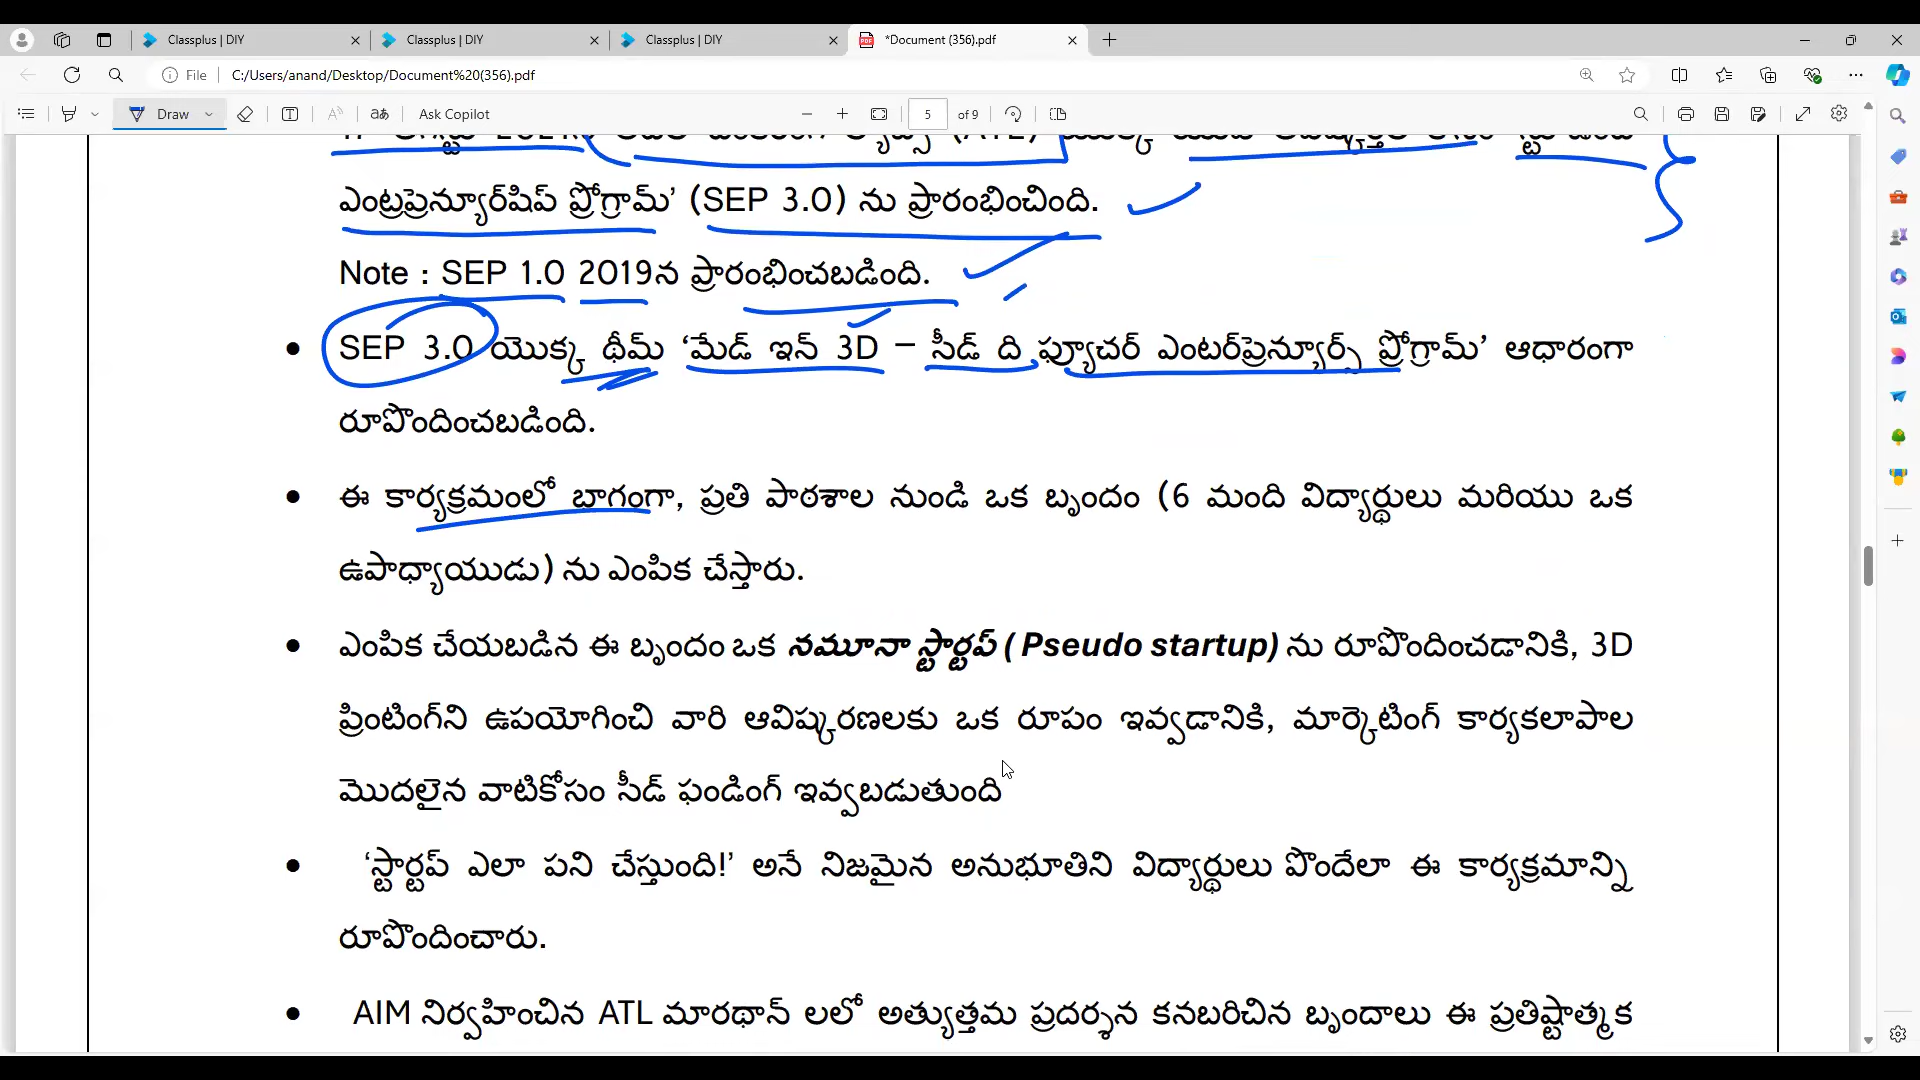 Classplus | DIY
Classplus | DIY
Classplus | DIY
*Document (356).pdf
File
C:/Users/anand/Desktop/Document%20(356).pdf
Draw
Ask Copilot
5 of 9
ఎంట్రప్రెన్యూర్‌షిప్ ప్రోగ్రామ్' (SEP 3.O) ను ప్రారంభించింది.
Note : SEP 1.O 2O19న ప్రారంభించబడింది.
• SEP 3.O యొక్క థీమ్ 'మేడ్ ఇన్ 3D – సీడ్ ది ఫ్యూచర్ ఎంటర్‌ప్రెన్యూర్స్ ప్రోగ్రామ్' ఆధారంగా
రూపొందించబడింది.
• ఈ కార్యక్రమంలో బాగంగా, ప్రతి పాఠశాల నుండి ఒక బృందం (6 మంది విద్యార్థులు మరియు ఒక
ఉపాధ్యాయుడు) ను ఎంపిక చేస్తారు.
• ఎంపిక చేయబడిన ఈ బృందం ఒక నమూనా స్టార్టప్ ( Pseudo startup) ను రూపొందించడానికి, 3D
ప్రింటింగ్‌ని ఉపయోగించి వారి ఆవిష్కరణలకు ఒక రూపం ఇవ్వడానికి, మార్కెటింగ్ కార్యకలాపాల
మొదలైన వాటికోసం సీడ్ ఫండింగ్ ఇవ్వబడుతుంది
• 'స్టార్టప్ ఎలా పని చేస్తుంది!' అనే నిజమైన అనుభూతిని విద్యార్థులు పొందేలా ఈ కార్యక్రమాన్ని
రూపొందించారు.
• AIM నిర్వహించిన ATL మారథాన్ లలో అత్యుత్తమ ప్రదర్శన కనబరిచిన బృందాలు ఈ ప్రతిష్టాత్మక